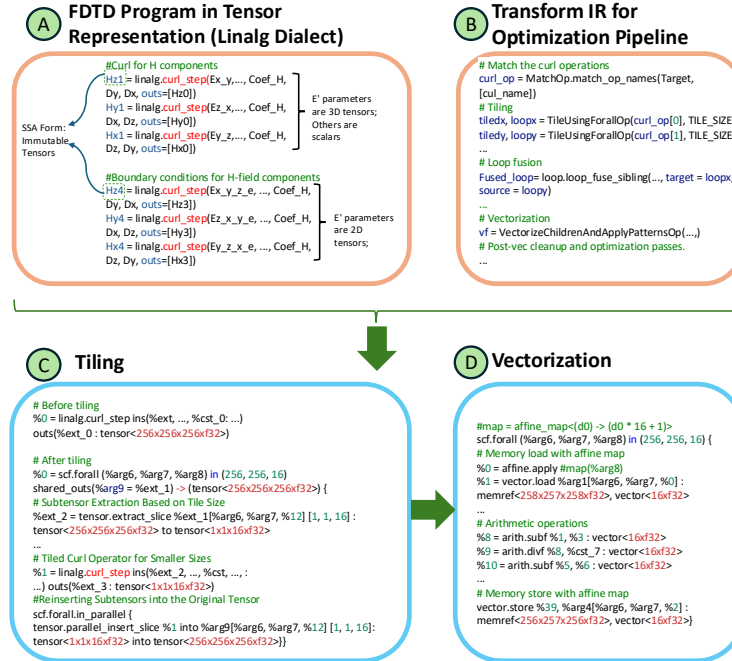 A
FDTD Program in Tensor
Representation (Linalg Dialect)
#Curl for H components
Hz1 = linalg.curl_step(Ex_y,..., Coef_H,
Dy, Dx, outs=[Hz0])
Hy1 = linalg.curl_step(Ex_z,..., Coef_H,
Dx, Dz, outs=[Hy0])
Hx1 = linalg.curl_step(Ey_z,..., Coef_H,
Dz, Dy, outs=[Hx0])
E' parameters
are 3D tensors;
Others are
scalars
SSA Form:
Immutable
Tensors
#Boundary conditions for H-field components
Hz4 = linalg.curl_step(Ex_y_z_e, ..., Coef_H,
Dy, Dx, outs=[Hz3])
Hy4 = linalg.curl_step(Ez_x_y_e, ..., Coef_H,
Dx, Dz, outs=[Hy3])
Hx4 = linalg.curl_step(Ey_z_x_e, ..., Coef_H,
Dz, Dy, outs=[Hx3])
E' parameters
are 2D
tensors;
B
Transform IR for
Optimization Pipeline
# Match the curl operations
curl_op = MatchOp.match_op_names(Target,
[cul_name])
# Tiling
tiledx, loopx = TileUsingForallOp(curl_op[0], TILE_SIZE
tiledy, loopy = TileUsingForallOp(curl_op[1], TILE_SIZE
...
# Loop fusion
Fused_loop= loop.loop_fuse_sibling(..., target = loopx,
source = loopy)
...
# Vectorization
vf = VectorizeChildrenAndApplyPatternsOp(...,)
# Post-vec cleanup and optimization passes.
...
C
Tiling
# Before tiling
%0 = linalg.curl_step ins(%ext, ..., %cst_0: ...)
outs(%ext_0 : tensor<256x256x256xf32>)
# After tiling
%0 = scf.forall (%arg6, %arg7, %arg8) in (256, 256, 16)
shared_outs(%arg9 = %ext_1) -> (tensor<256x256x256xf32>) {
# Subtensor Extraction Based on Tile Size
%ext_2 = tensor.extract_slice %ext_1[%arg6, %arg7, %12] [1, 1, 16] :
tensor<256x256x256xf32> to tensor<1x1x16xf32>
...
# Tiled Curl Operator for Smaller Sizes
%1 = linalg.curl_step ins(%ext_2, ..., %cst, ... :
...) outs(%ext_3 : tensor<1x1x16xf32>)
#Reinserting Subtensors into the Original Tensor
scf.forall.in_parallel {
tensor.parallel_insert_slice %1 into %arg9[%arg6, %arg7, %12] [1, 1, 16]:
tensor<1x1x16xf32> into tensor<256x256x256xf32>}}
D
Vectorization
#map = affine_map<(d0) -> (d0 * 16 + 1)>
scf.forall (%arg6, %arg7, %arg8) in (256, 256, 16) {
# Memory load with affine map
%0 = affine.apply #map(%arg8)
%1 = vector.load %arg1[%arg6, %arg7, %0] :
memref<258x257x258xf32>, vector<16xf32>
...
# Arithmetic operations
%8 = arith.subf %1, %3 : vector<16xf32>
%9 = arith.divf %8, %cst_7 : vector<16xf32>
%10 = arith.subf %5, %6 : vector<16xf32>
...
# Memory store with affine map
vector.store %39, %arg4[%arg6, %arg7, %2] :
memref<256x257x256xf32>, vector<16xf32>}